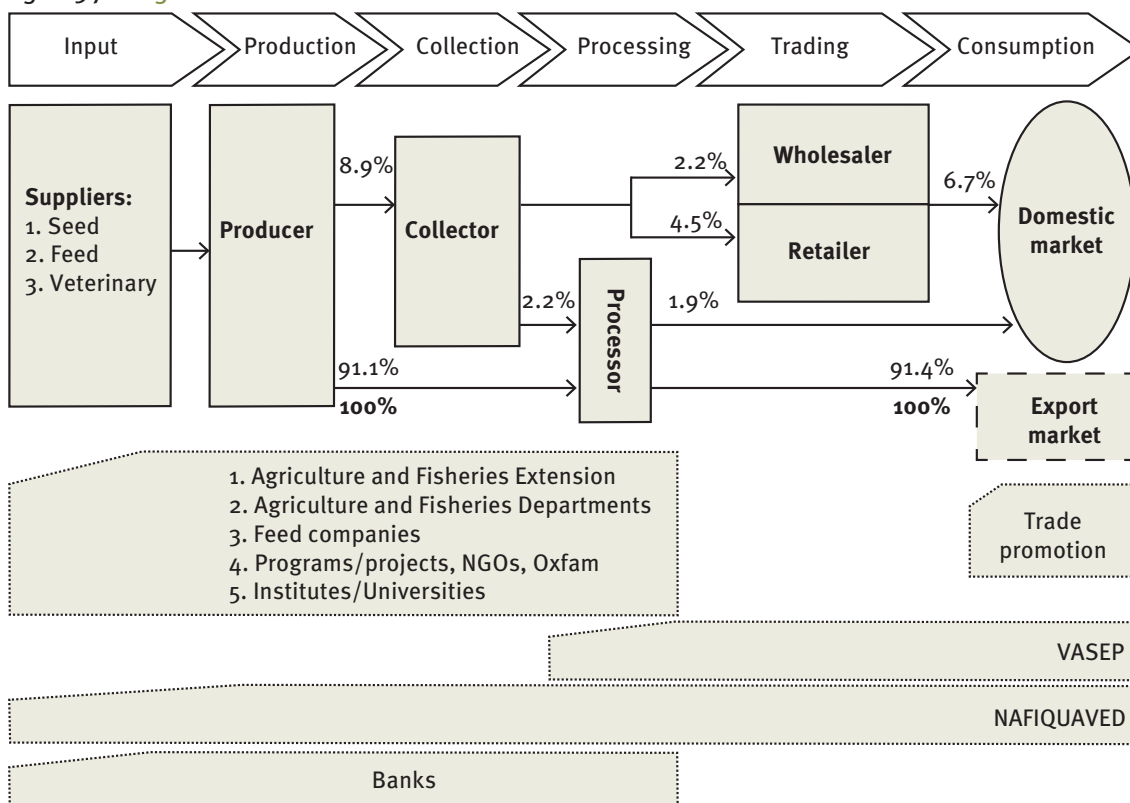 Input
Production
Collection
Processing
Trading
Consumption
Suppliers:
1. Seed
2. Feed
3. Veterinary
Producer
8.9%
Collector
2.2%
4.5%
Wholesaler
Retailer
6.7%
Domestic
market
2.2%
Processor
1.9%
91.1%
100%
91.4%
100%
Export
market
1. Agriculture and Fisheries Extension
2. Agriculture and Fisheries Departments
3. Feed companies
4. Programs/projects, NGOs, Oxfam
5. Institutes/Universities
Trade
promotion
VASEP
NAFIQUAVED
Banks